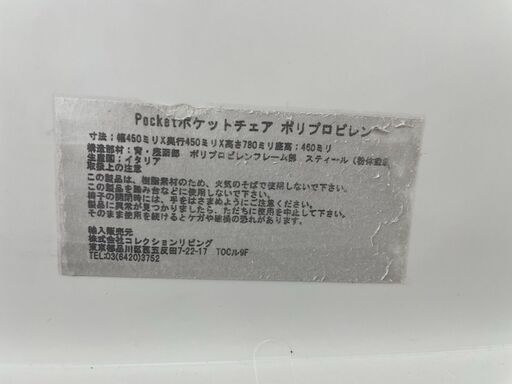 Pocketポケットチェア ポリプロピレン
寸法:幅450ミリX奥行450ミリX高さ780ミリ座高:460ミリ
構造部材:背・座面部 ポリプロピレンフレーム部 スティール(粉体塗装
生産国:イタリア
取扱上の注意
この製品は、樹脂素材のため、火気のそばで使用しないでください。
この製品を踏み台などに使用しないでください。
椅子の開閉時には、手をはさまぬようにご注意ください。
製品に異常が見つかりましたら、ただちに使用を中止して下さい。
そのまま使用を続けるとケガや破損の恐れがあります。
輸入販売元
株式会社コレクションリビング
東京都品川区西五反田7-22-17 TOCビル9F
TEL:03(6420)3752